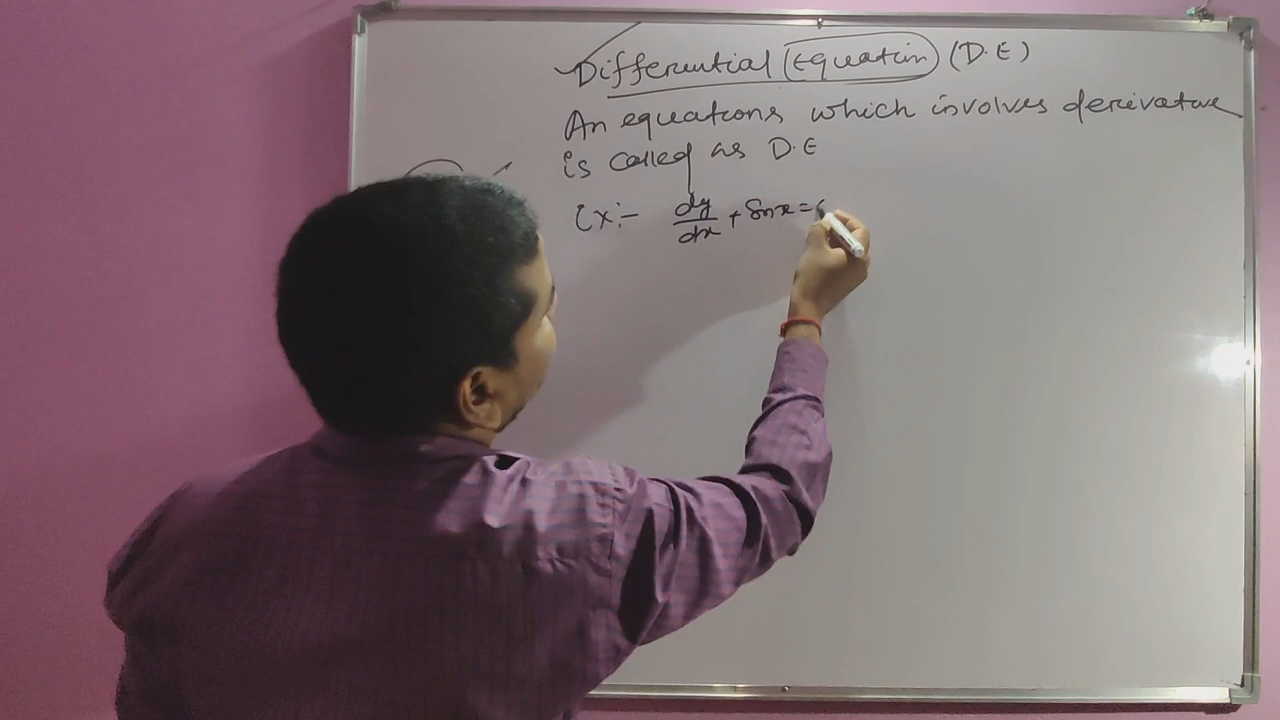 Differential Equation (D.E)
An equations which involves derivative
is called as D.E
Ex:- dy/dx + Sinx =